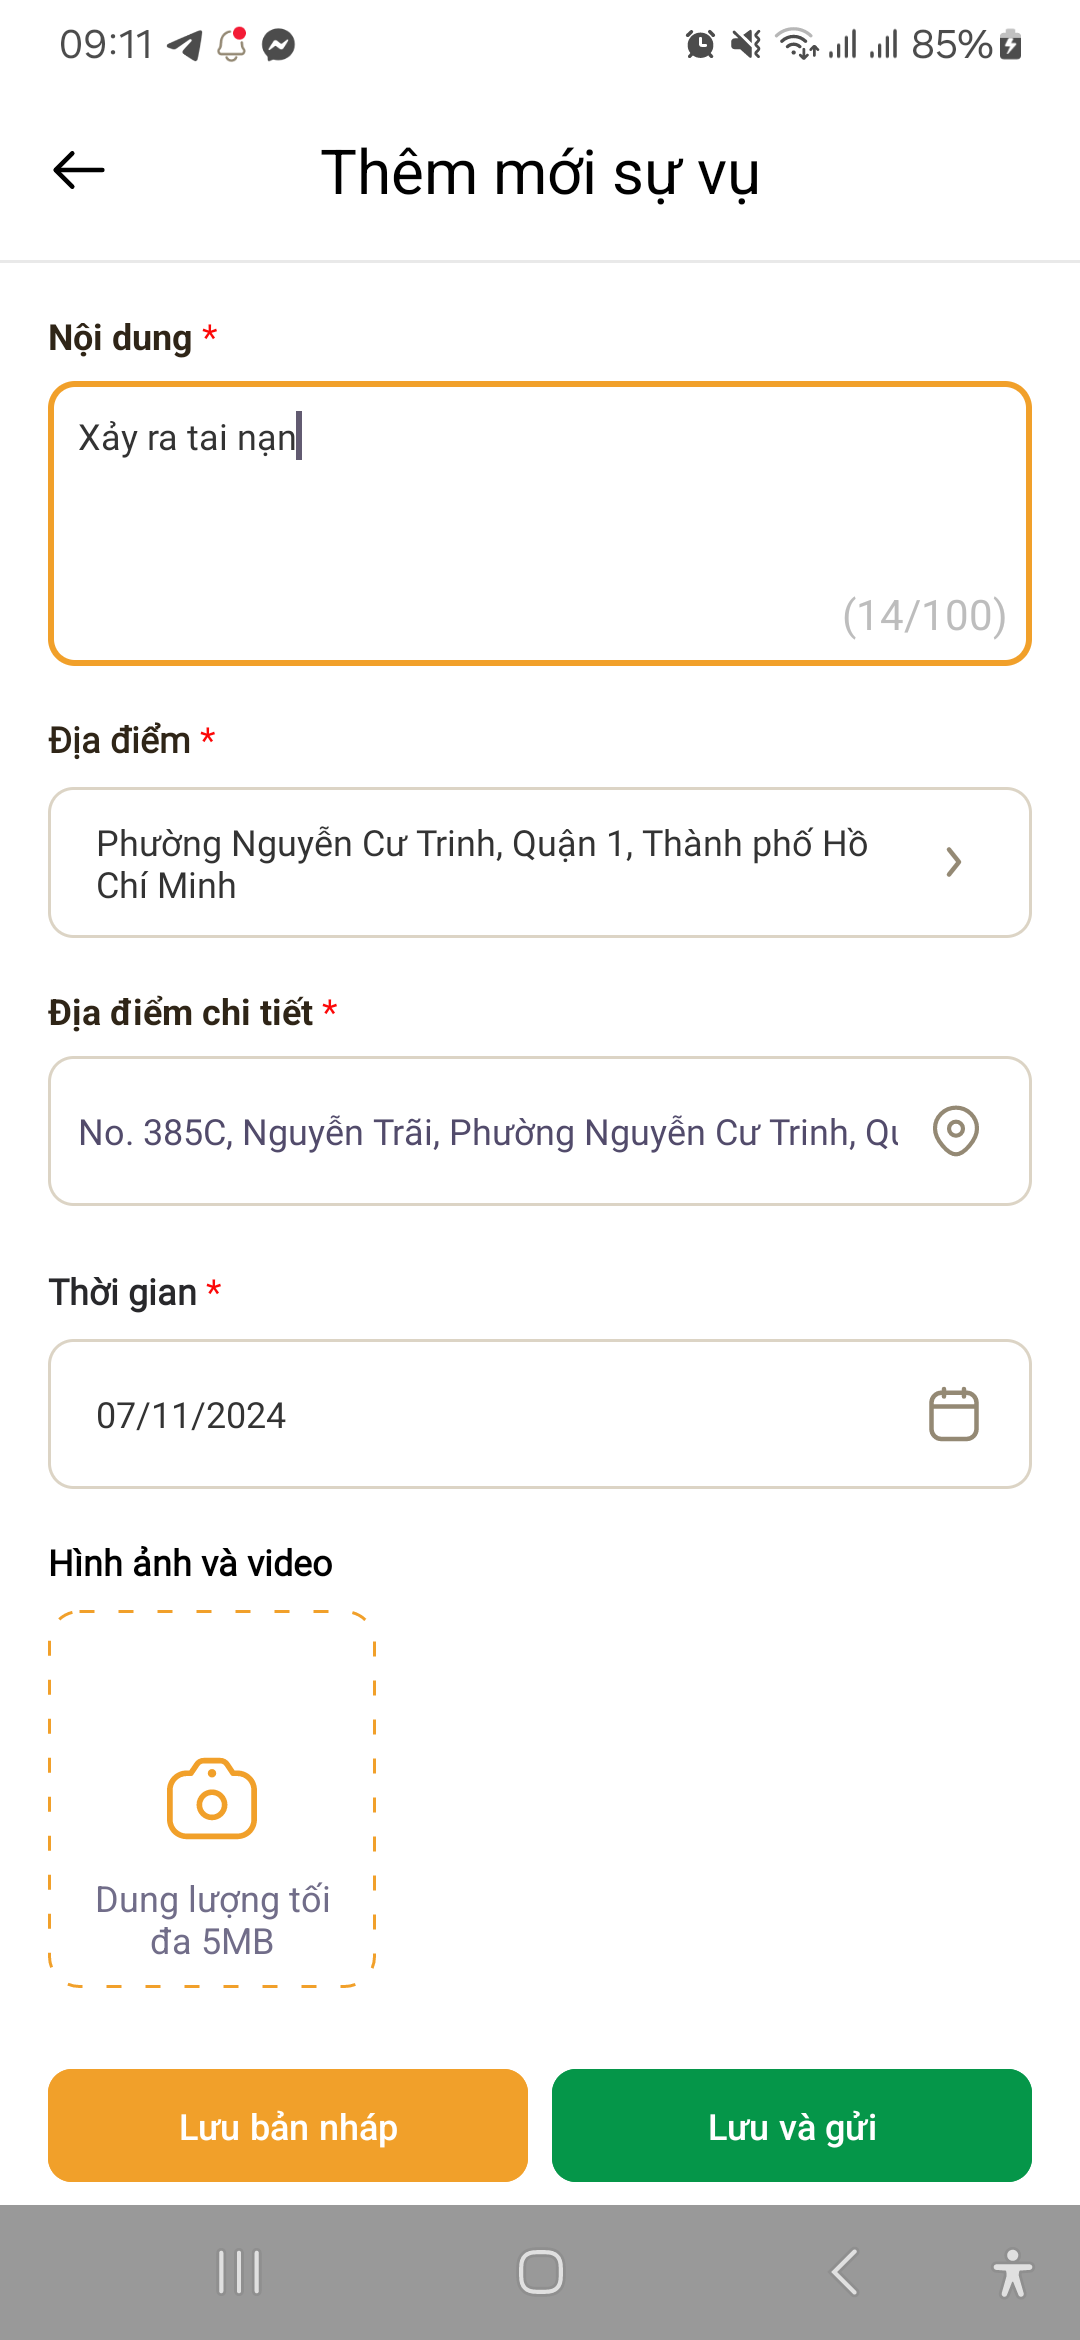 09:11
85%
Thêm mới sự vụ
Nội dung *
Xảy ra tai nạn
(14/100)
Địa điểm *
Phường Nguyễn Cư Trinh, Quận 1, Thành phố Hồ
Chí Minh
Địa điểm chi tiết *
No. 385C, Nguyễn Trãi, Phường Nguyễn Cư Trinh,
Thời gian *
07/11/2024
Hình ảnh và video
Dung lượng tối
đa 5MB
Lưu bản nháp
Lưu và gửi